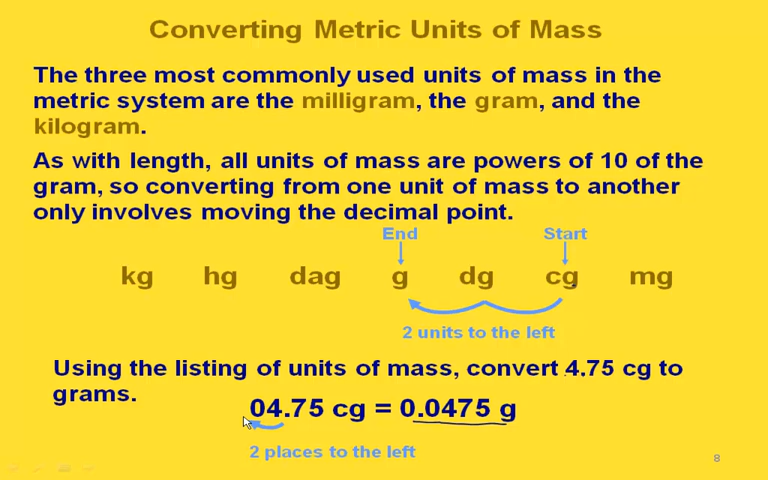 Converting Metric Units of Mass
The three most commonly used units of mass in the
metric system are the milligram, the gram, and the
kilogram.
As with length, all units of mass are powers of 10 of the
gram, so converting from one unit of mass to another
only involves moving the decimal point.
End Start
kg hg dag g dg cg mg
2 units to the left
Using the listing of units of mass, convert 4.75 cg to
grams.
04.75 cg = 0.0475 g
2 places to the left
8